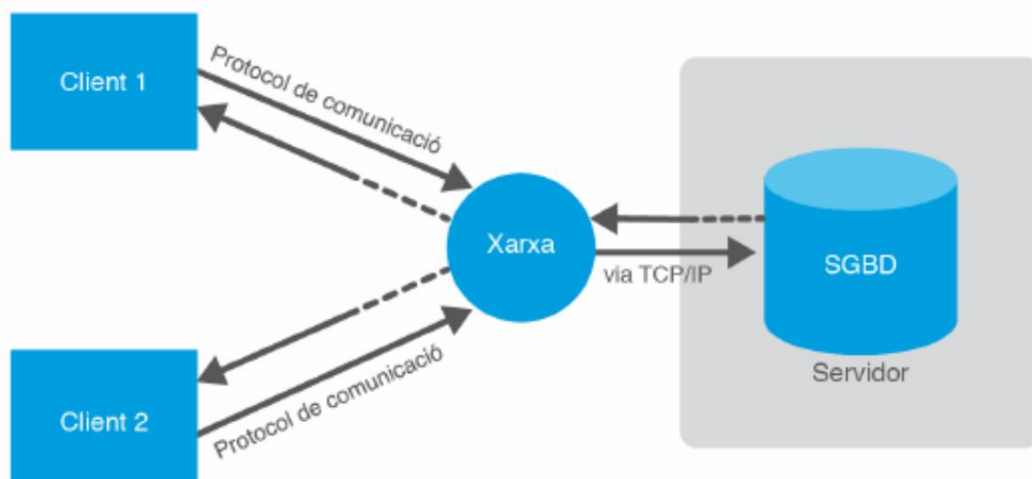 Client 1
Protocol de comunicació
Xarxa
via TCP/IP
SGBD
Servidor
Client 2
Protocol de comunicació